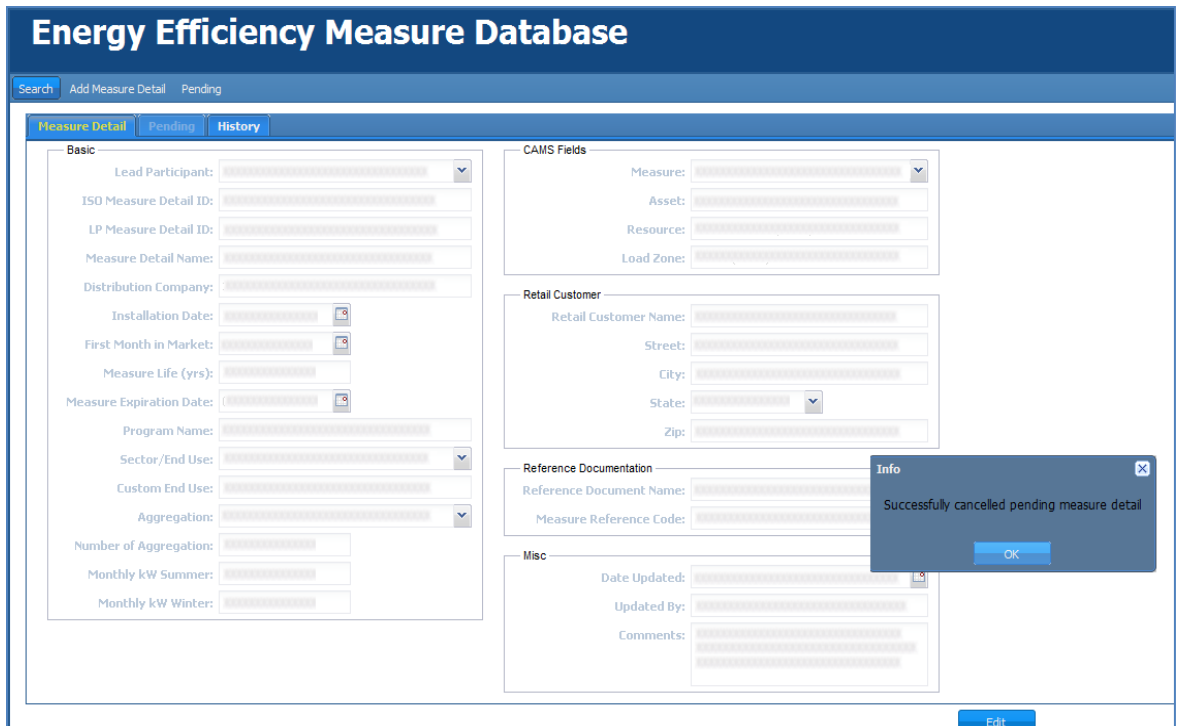 Energy Efficiency Measure Database
Search Add Measure Detail Pending
Measure Detail Pending History
Basic
Lead Participant:
ISO Measure Detail ID:
LP Measure Detail ID:
Measure Detail Name:
Distribution Company:
Installation Date:
First Month in Market:
Measure Life (yrs):
Measure Expiration Date:
Program Name:
Sector/End Use:
Custom End Use:
Aggregation:
Number of Aggregation:
Monthly kW Summer:
Monthly kW Winter:
CAMS Fields
Measure:
Asset:
Resource:
Load Zone:
Retail Customer
Retail Customer Name:
Street:
City:
State:
Zip:
Reference Documentation
Reference Document Name:
Measure Reference Code:
Misc
Date Updated:
Updated By:
Comments:
Info
Successfully cancelled pending measure detail
OK
Edit